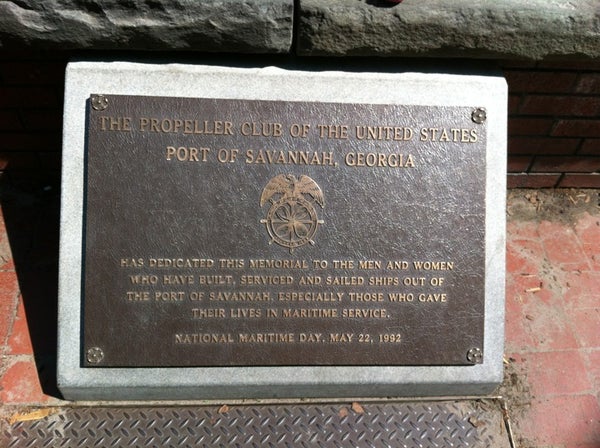 THE PROPELLER CLUB OF THE UNITED STATES
PORT OF SAVANNAH, GEORGIA
HAS DEDICATED THIS MEMORIAL TO THE MEN AND WOMEN
WHO HAVE BUILT, SERVICED AND SAILED SHIPS OUT OF
THE PORT OF SAVANNAH, ESPECIALLY THOSE WHO GAVE
THEIR LIVES IN MARITIME SERVICE.
NATIONAL MARITIME DAY, MAY 22, 1992